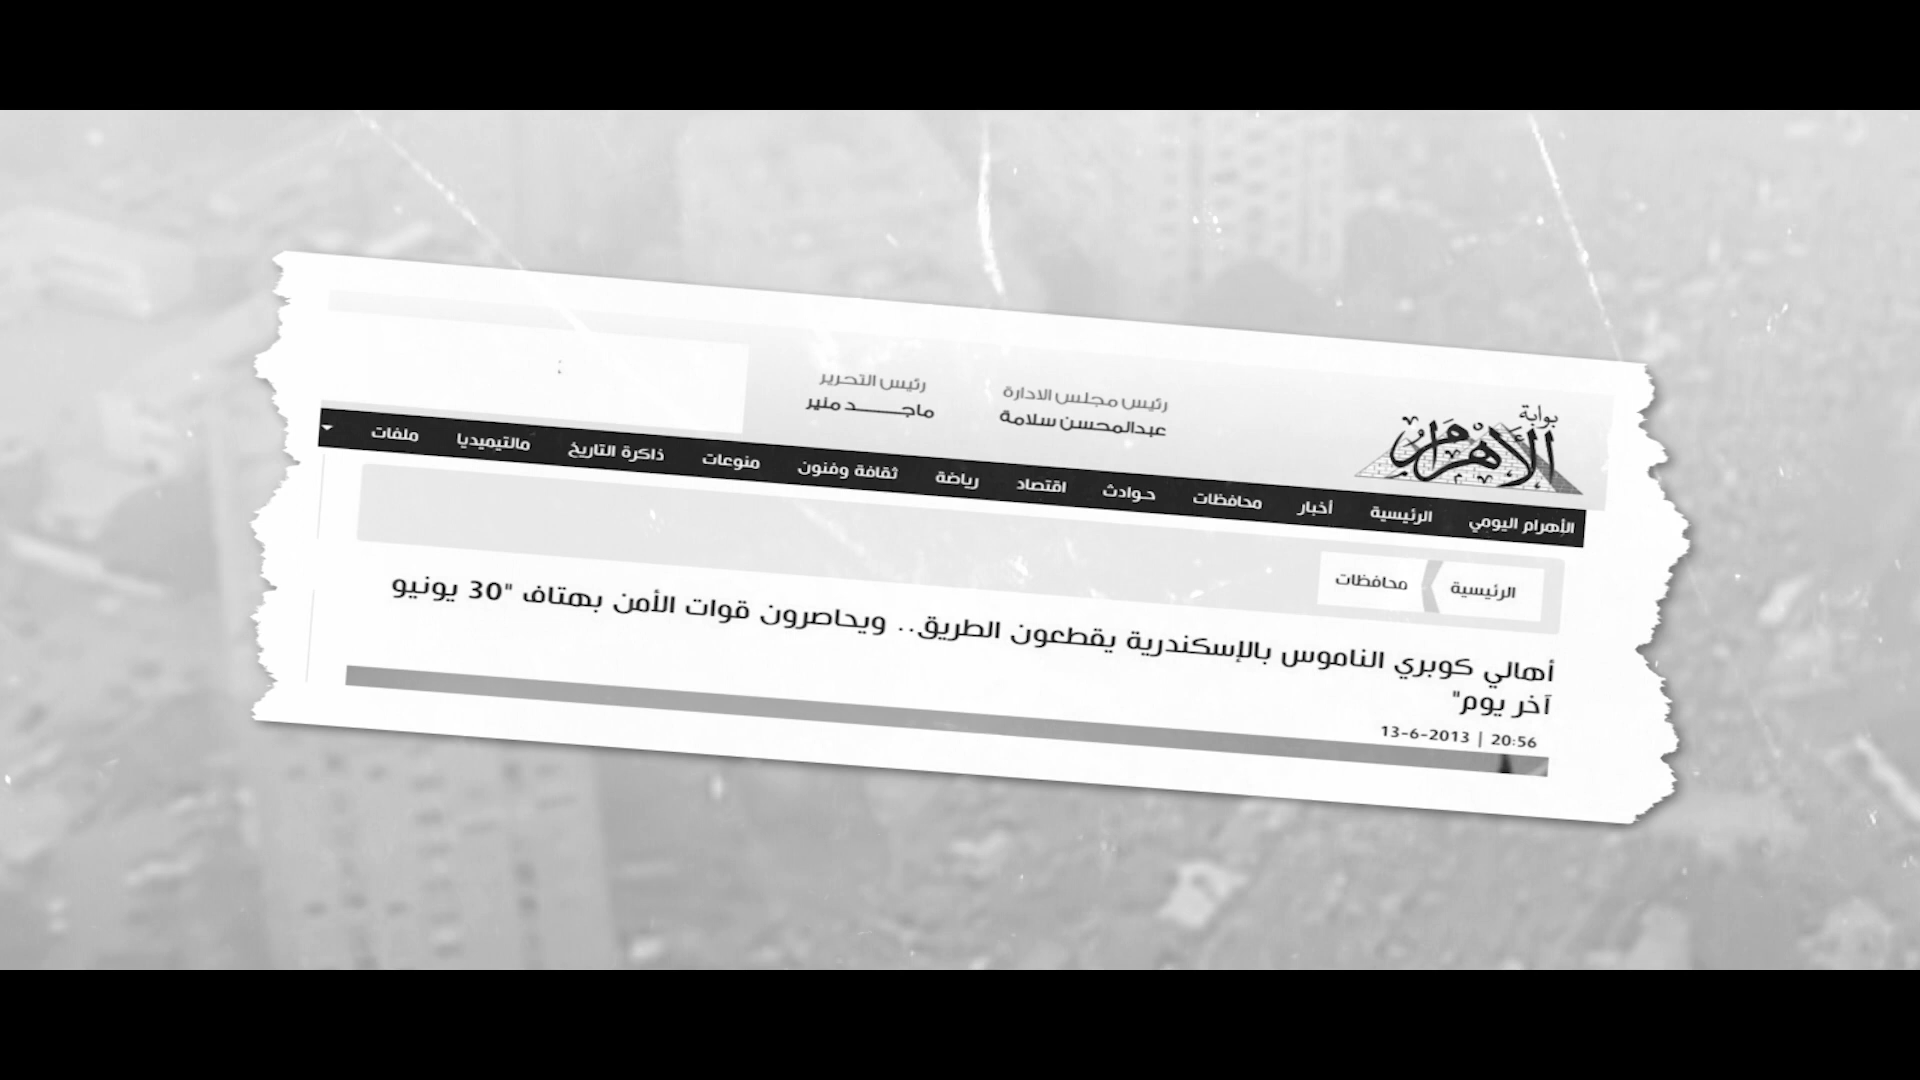 بوابة
الأهرام
رئيس مجلس الادارة
عبدالمحسن سلامة
رئيس التحرير
ماجـــــد منير
الأهرام اليومي الرئيسية أخبار محافظات حوادث اقتصاد رياضة ثقافة وفنون منوعات ذاكرة التاريخ مالتيميديا ملفات
الرئيسية محافظات
أهالي كوبري الناموس بالإسكندرية يقطعون الطريق.. ويحاصرون قوات الأمن بهتاف "30 يونيو
آخر يوم"
13-6-2013 | 20:56